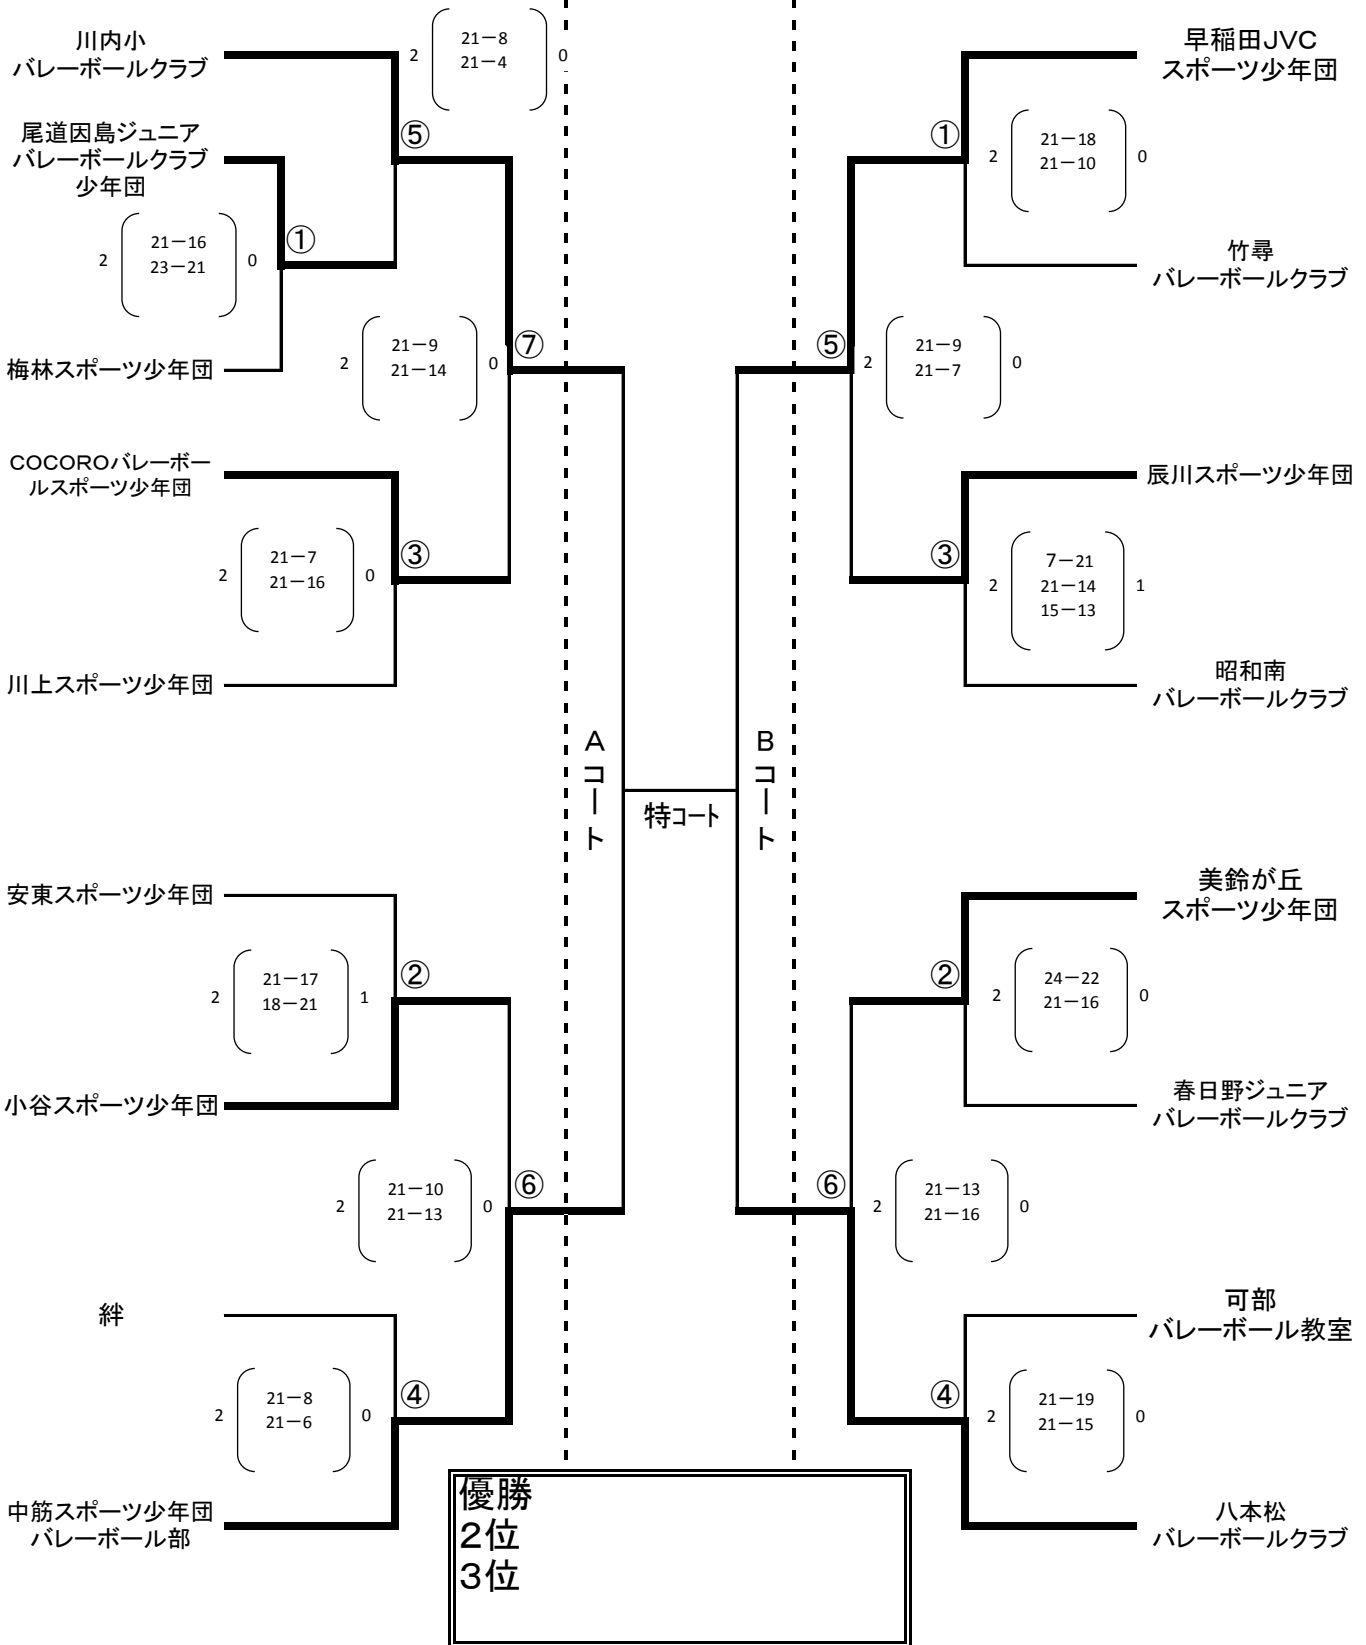 川内小
バレーボールクラブ
2
21－8
21－4
0
⑤
尾道因島ジュニア
バレーボールクラブ
少年団
2
21－16
23－21
0
①
梅林スポーツ少年団
2
21－9
21－14
0
⑦
COCOROバレーボー
ルスポーツ少年団
2
21－7
21－16
0
③
川上スポーツ少年団
安東スポーツ少年団
2
21－17
18－21
1
②
小谷スポーツ少年団
2
21－10
21－13
0
⑥
絆
2
21－8
21－6
0
④
中筋スポーツ少年団
バレーボール部
Aコート
特コート
Bコート
早稲田JVC
スポーツ少年団
①
2
21－18
21－10
0
竹尋
バレーボールクラブ
⑤
2
21－9
21－7
0
辰川スポーツ少年団
③
2
7－21
21－14
15－13
1
昭和南
バレーボールクラブ
美鈴が丘
スポーツ少年団
②
2
24－22
21－16
0
春日野ジュニア
バレーボールクラブ
⑥
2
21－13
21－16
0
可部
バレーボール教室
④
2
21－19
21－15
0
八本松
バレーボールクラブ
優勝
2位
3位